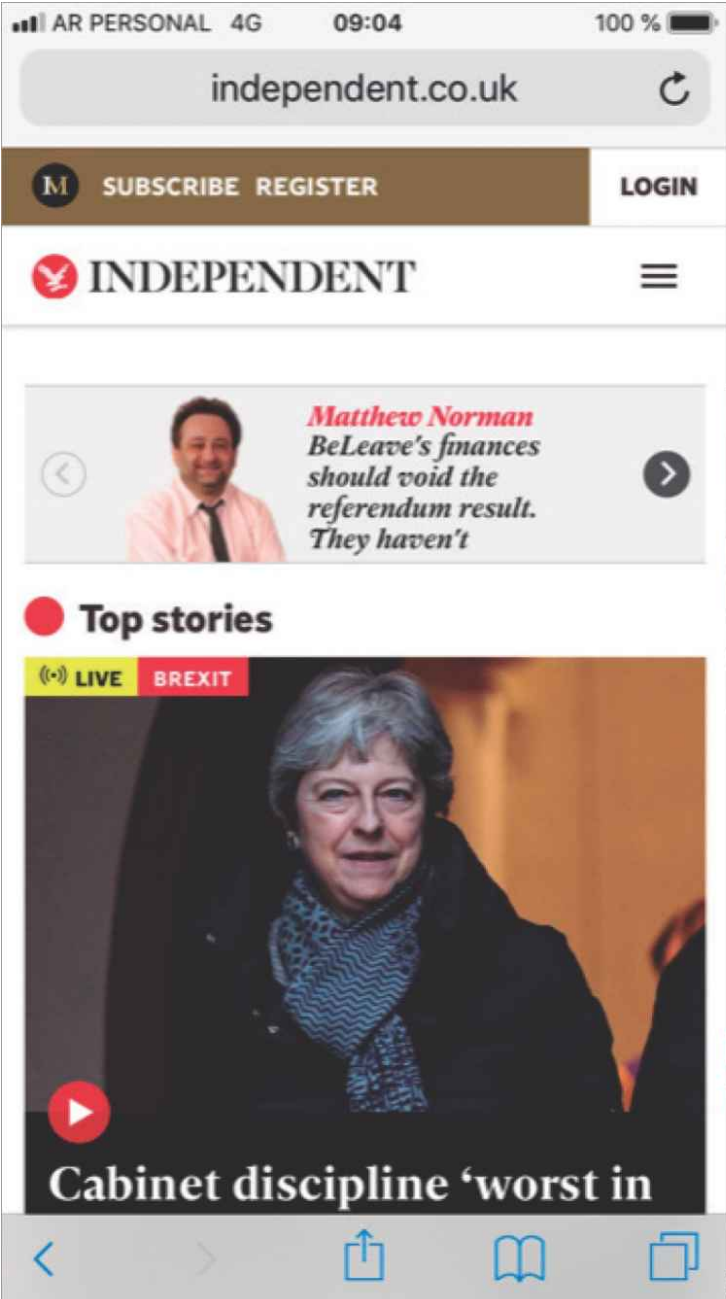 AR PERSONAL 4G 09:04 100 %
independent.co.uk
M SUBSCRIBE REGISTER LOGIN
INDEPENDENT
Matthew Norman
BeLeave's finances
should void the
referendum result.
They haven't
Top stories
LIVE BREXIT
Cabinet discipline ‘worst in